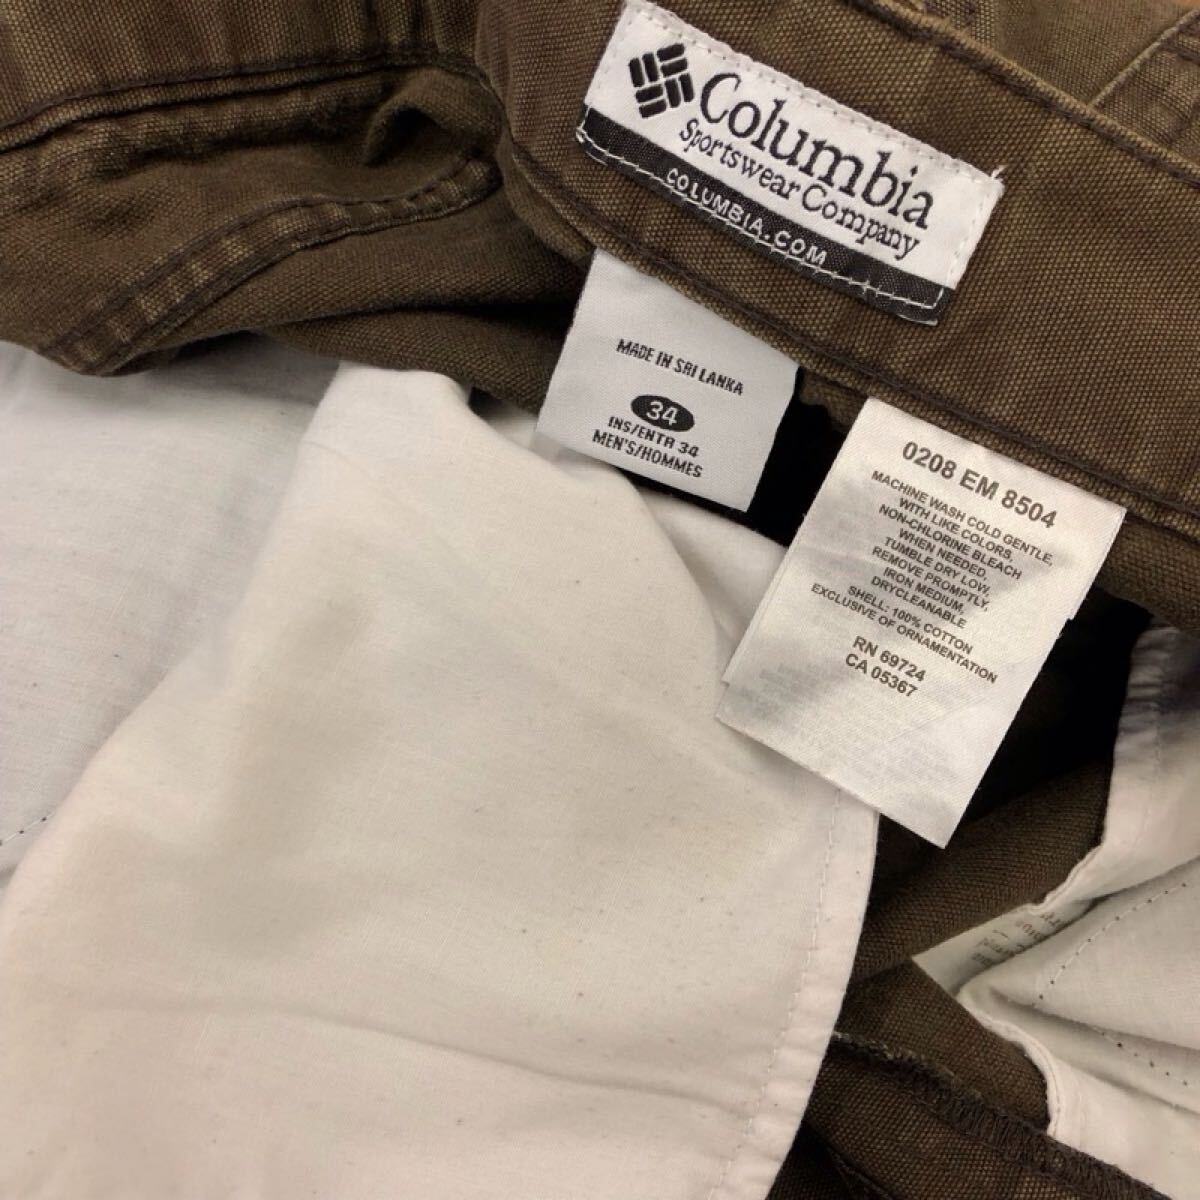 Columbia
Sportswear Company
COLUMBIA.COM
MADE IN SRI LANKA
34
INS/ENTR 34
MEN'S/HOMMES
0208 EM 8504
MACHINE WASH COLD GENTLE,
WITH LIKE COLORS,
NON-CHLORINE BLEACH
WHEN NEEDED,
TUMBLE DRY LOW,
REMOVE PROMPTLY,
IRON MEDIUM,
DRYCLEANABLE
SHELL: 100% COTTON
EXCLUSIVE OF ORNAMENTATION
RN 69724
CA 05367